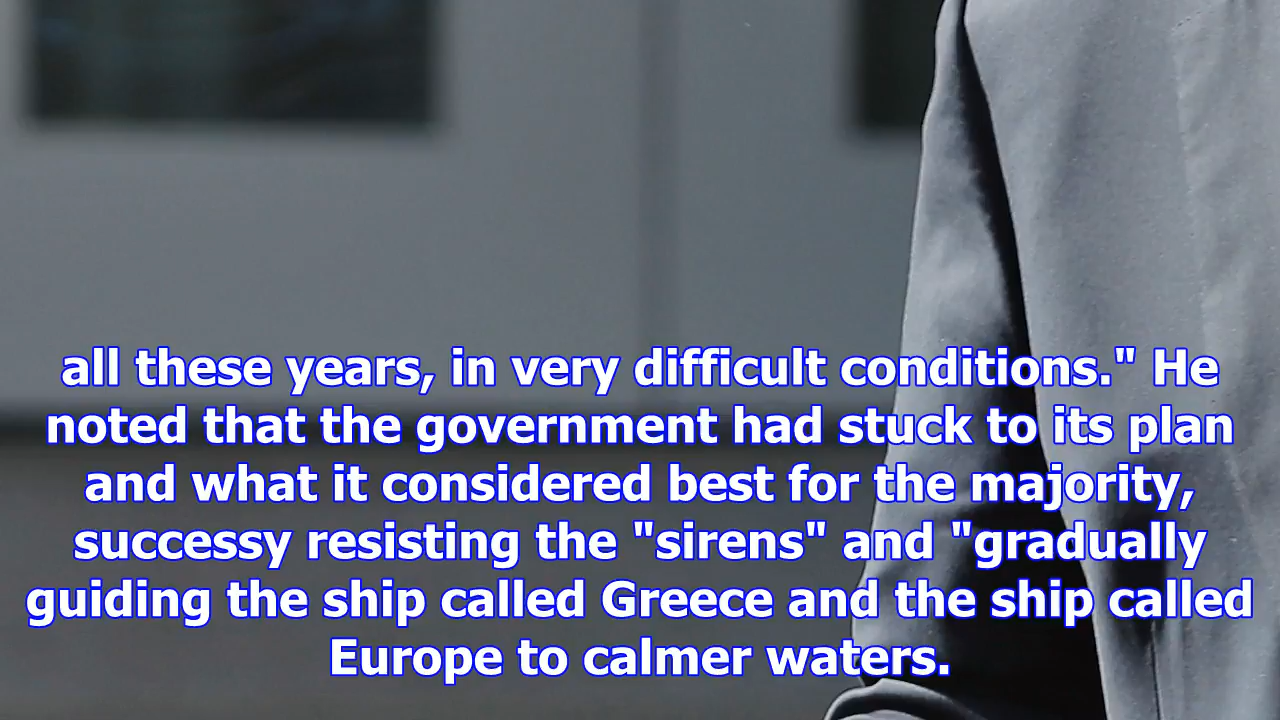 all these years, in very difficult conditions." He
noted that the government had stuck to its plan
and what it considered best for the majority,
successy resisting the "sirens" and "gradually
guiding the ship called Greece and the ship called
Europe to calmer waters.